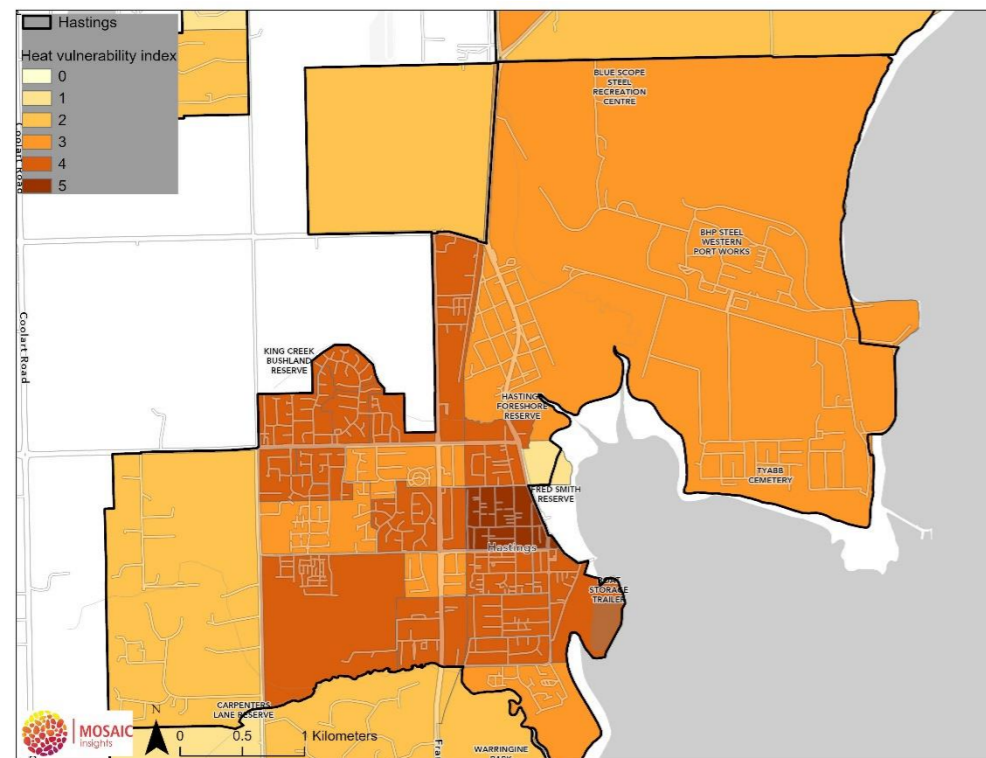 Hastings
Heat vulnerability index
0
1
2
3
4
5
Coolart Road
BLUE SCOPE
STEEL
RECREATION
CENTRE
BHP STEEL
WESTERN
PORT WORKS
Coolart Road
KING CREEK
BUSHLAND
RESERVE
FORESHORE
RESERVE
TYABB
CEMETERY
FRED SMITH
RESERVE
Hastings
STORAGE
TRAILER
CARPENTERS
LANE RESERVE
MOSAIC
insights
N
0 0.5 1 Kilometers
WARRINGINE